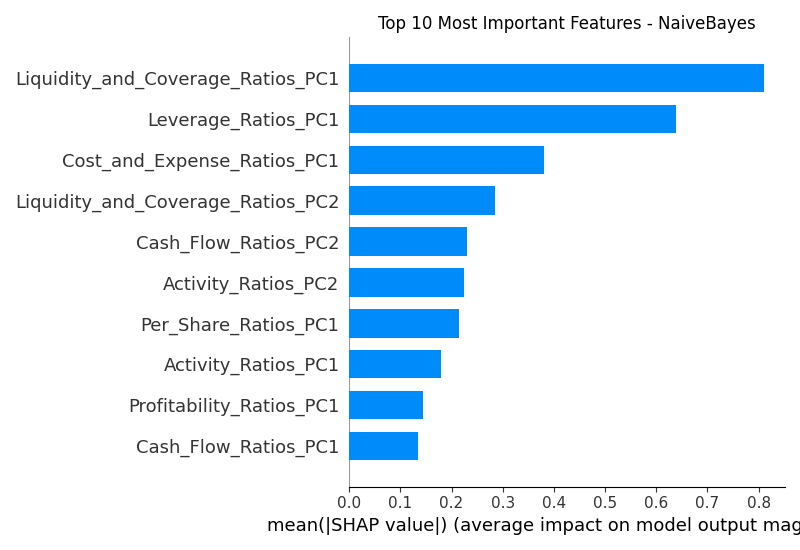 Top 10 Most Important Features - NaiveBayes
Liquidity_and_Coverage_Ratios_PC1
Leverage_Ratios_PC1
Cost_and_Expense_Ratios_PC1
Liquidity_and_Coverage_Ratios_PC2
Cash_Flow_Ratios_PC2
Activity_Ratios_PC2
Per_Share_Ratios_PC1
Activity_Ratios_PC1
Profitability_Ratios_PC1
Cash_Flow_Ratios_PC1
0.0 0.1 0.2 0.3 0.4 0.5 0.6 0.7 0.8
mean(|SHAP value|) (average impact on model output mag